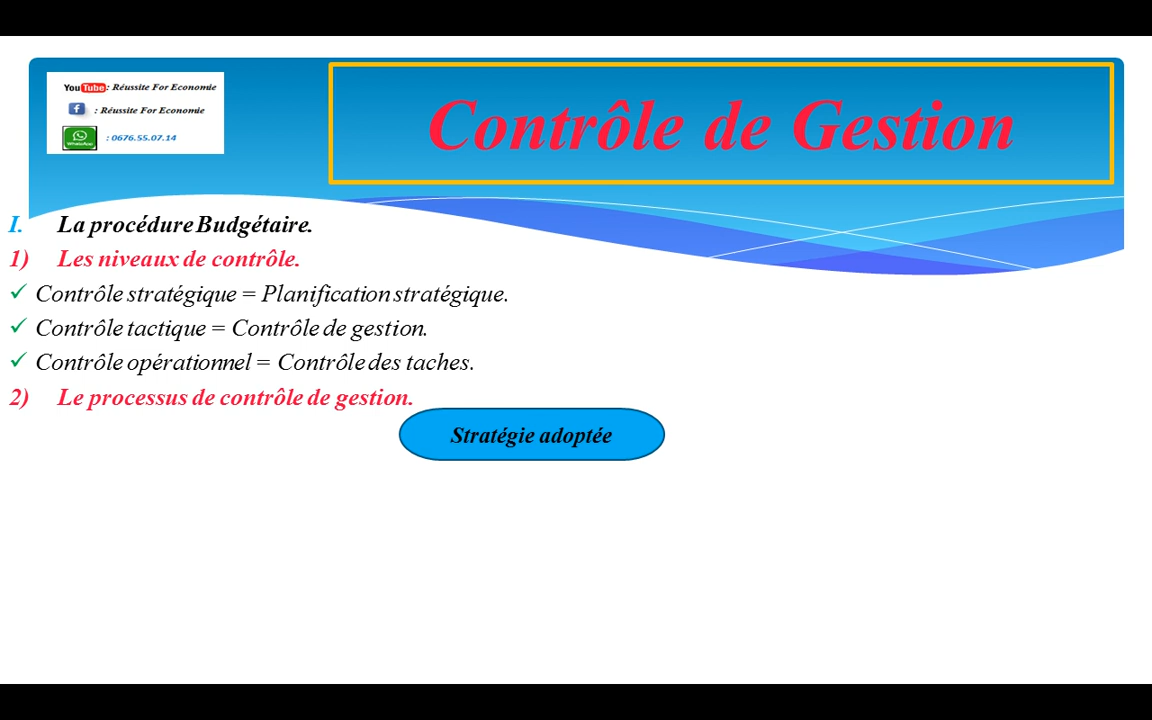 YouTube : Réussite For Economie
f : Réussite For Economie
WhatsApp : 0676.55.07.14
Contrôle de Gestion
I. La procédure Budgétaire.
1) Les niveaux de contrôle.
✓ Contrôle stratégique = Planification stratégique.
✓ Contrôle tactique = Contrôle de gestion.
✓ Contrôle opérationnel = Contrôle des taches.
2) Le processus de contrôle de gestion.
Stratégie adoptée